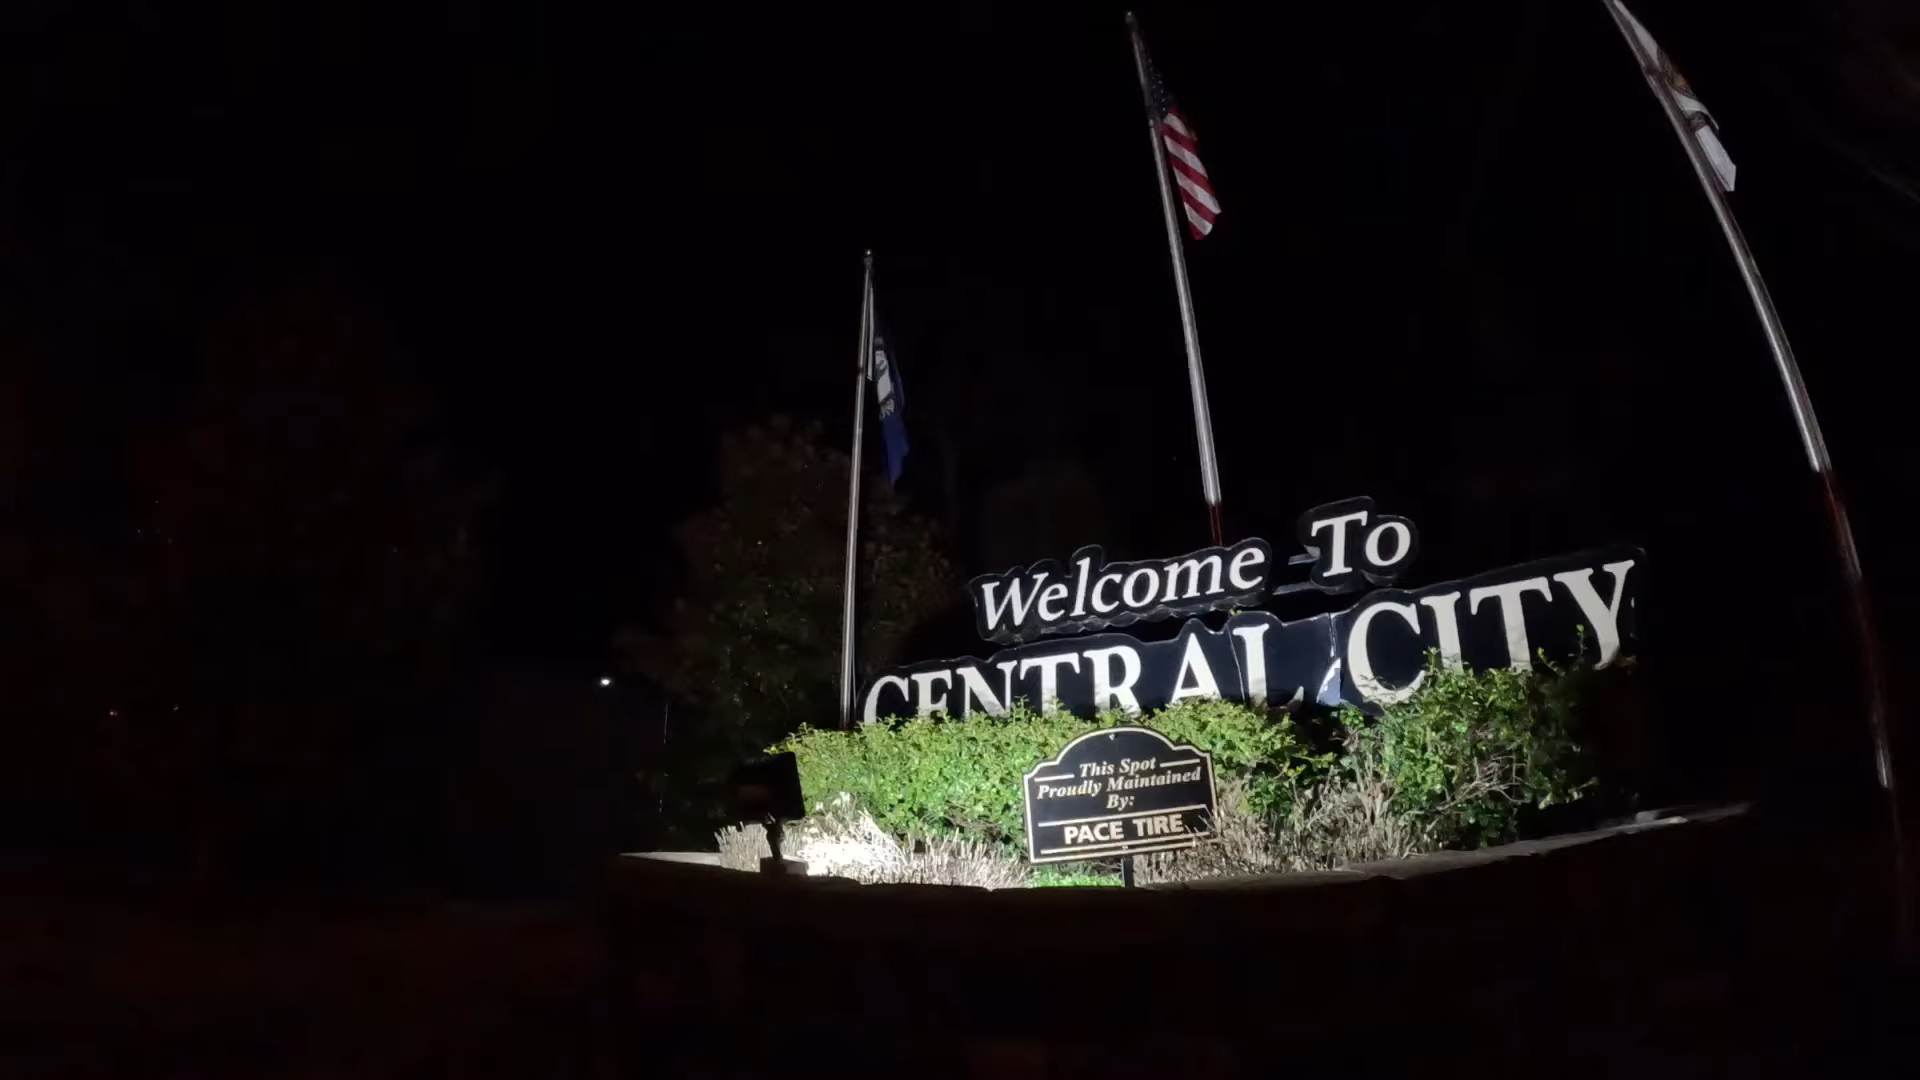 Welcome To
CENTRAL CITY
This Spot
Proudly Maintained
By:
PACE TIRE